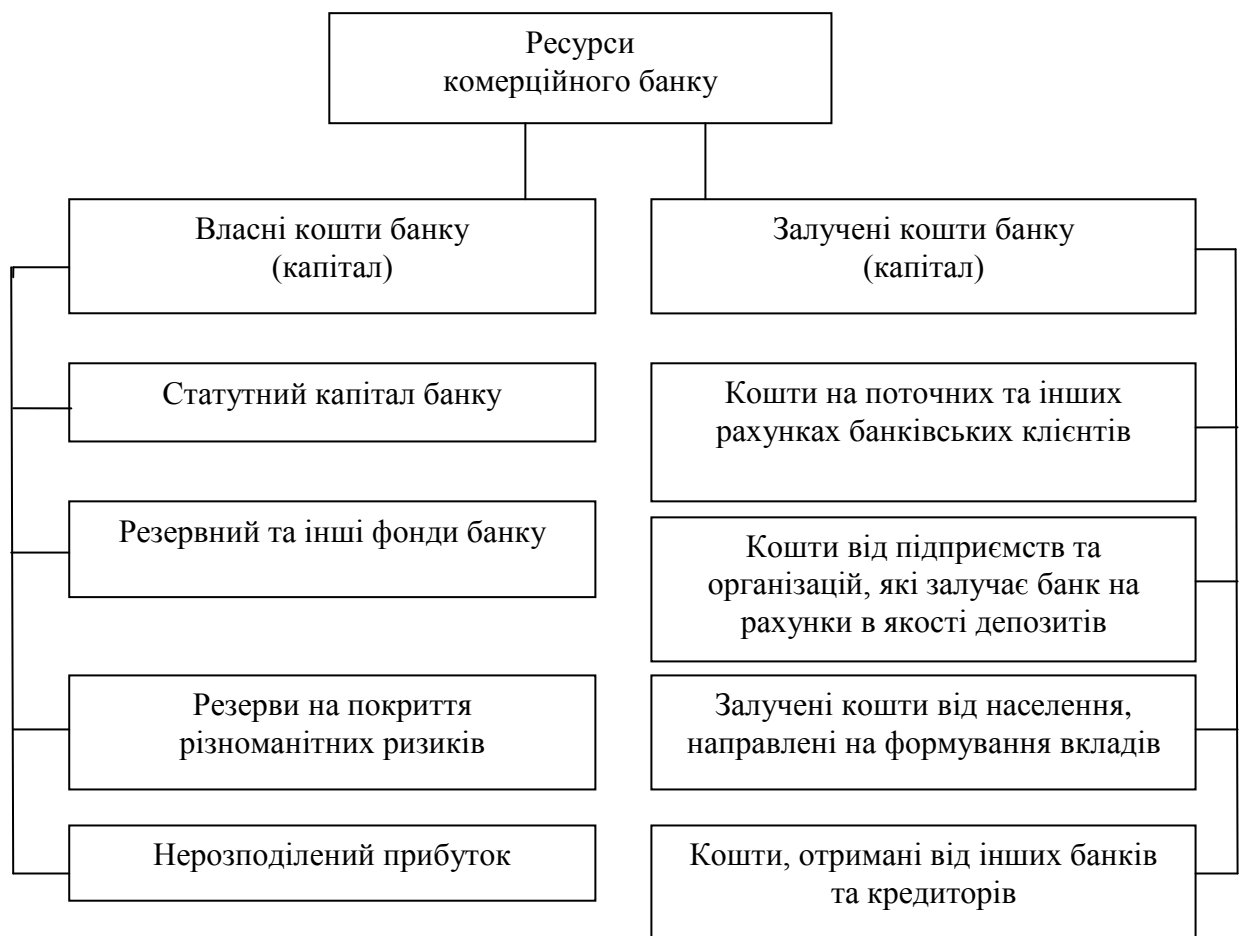 Ресурси
комерційного банку
Власні кошти банку
(капітал)
Статутний капітал банку
Резервний та інші фонди банку
Резерви на покриття
різноманітних ризиків
Нерозподілений прибуток
Залучені кошти банку
(капітал)
Кошти на поточних та інших
рахунках банківських клієнтів
Кошти від підприємств та
організацій, які залучає банк на
рахунки в якості депозитів
Залучені кошти від населення,
направлені на формування вкладів
Кошти, отримані від інших банків
та кредиторів